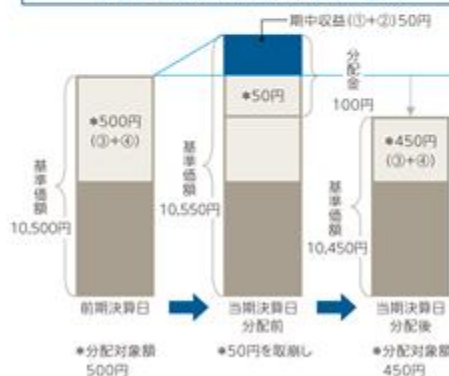 期中収益(①+②)50円
*50円
分配金
100円
*500円
(③+④)
*450円
(③+④)
基準価額
10,500円
基準価額
10,550円
基準価額
10,450円
前期決算日
当期決算日
分配前
当期決算日
分配後
*分配対象額
500円
*50円を取崩し
*分配対象額
450円